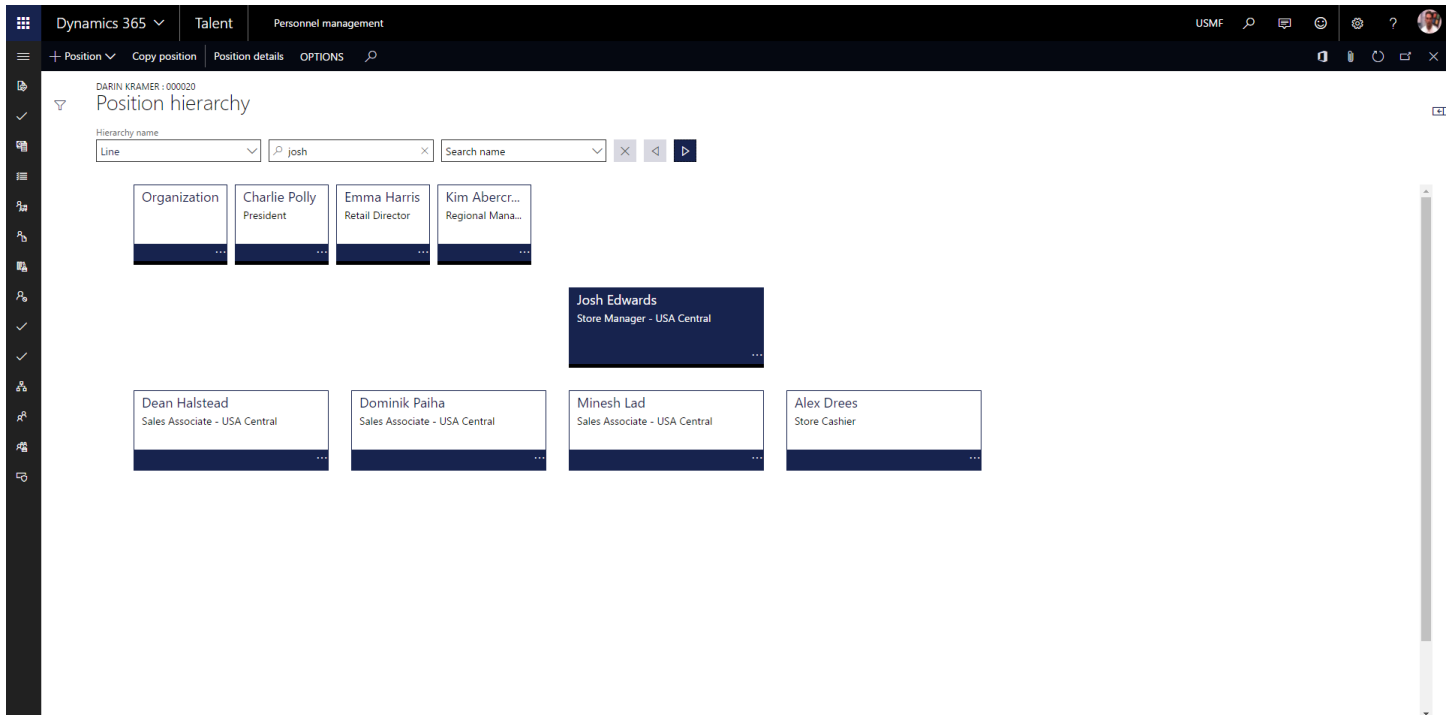 Dynamics 365 Talent Personnel management USMF ?
+ Position Copy position Position details OPTIONS
DARIN KRAMER : 000020
Position hierarchy
Hierarchy name
Line josh Search name
Organization Charlie Polly Emma Harris Kim Abercr...
President Retail Director Regional Mana...
... ... ... ...
Josh Edwards
Store Manager - USA Central
...
Dean Halstead Dominik Paiha Minesh Lad Alex Drees
Sales Associate - USA Central Sales Associate - USA Central Sales Associate - USA Central Store Cashier
... ... ... ...